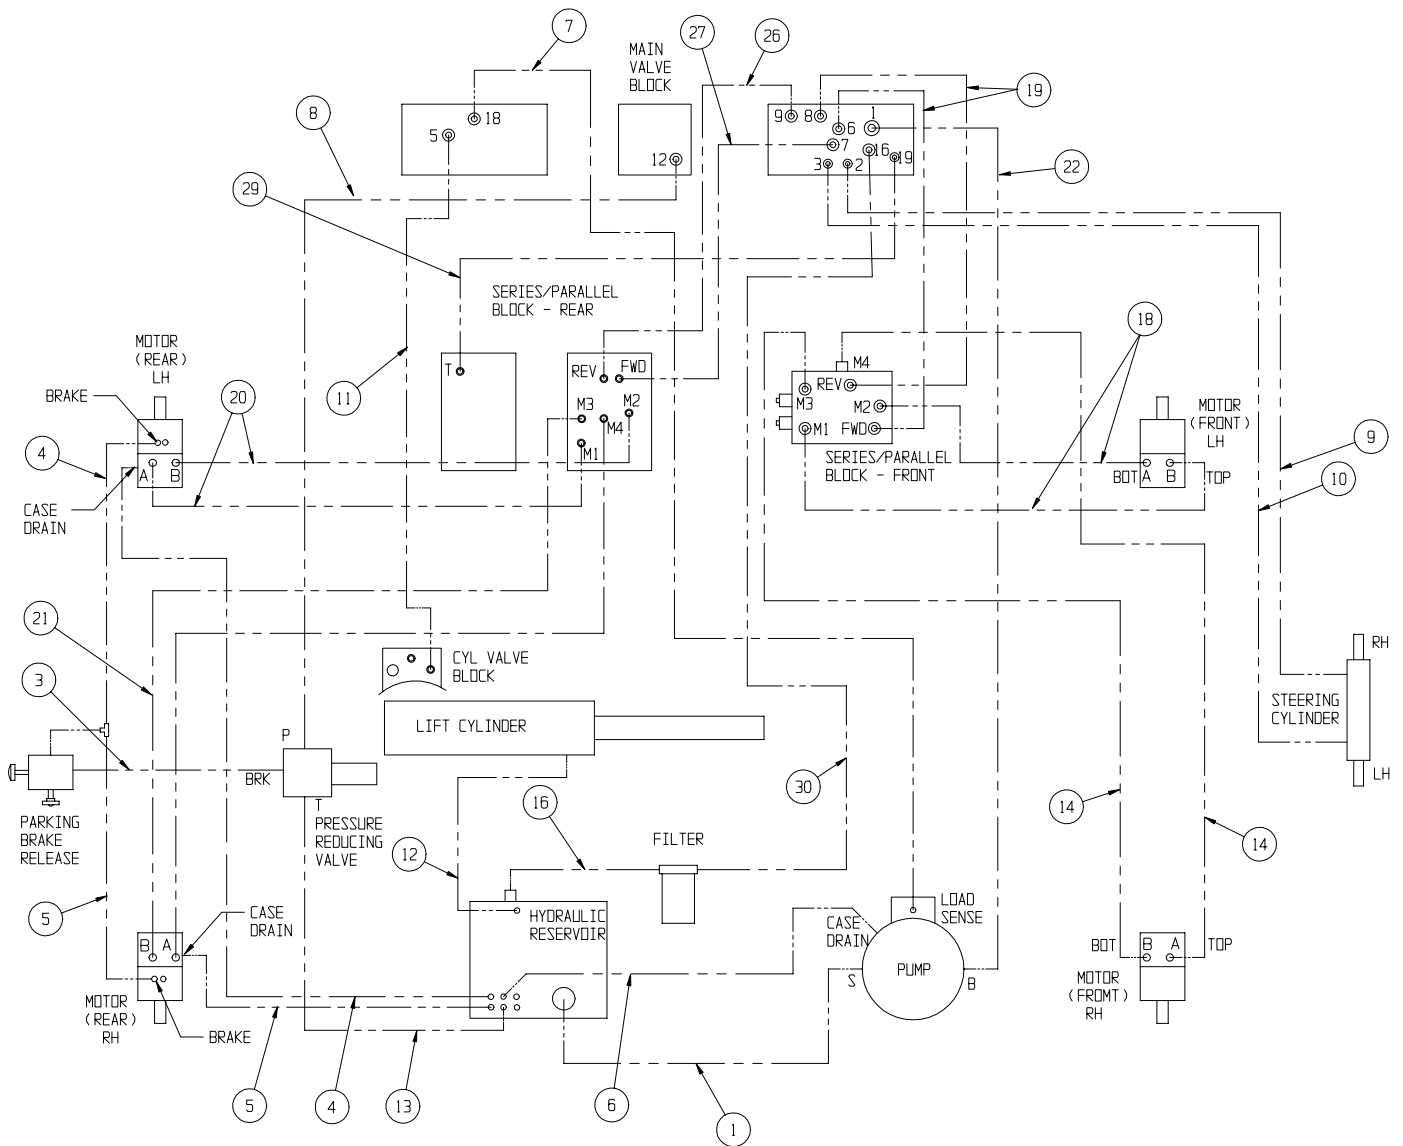 7
27
26
MAIN
VALVE
BLOCK
19
8
18
5
9
8
1
6
7
16
19
12
3
2
22
29
SERIES/PARALLEL
BLOCK - REAR
18
MOTOR
(REAR)
LH
11
T
REV
FWD
M4
REV
M3
M2
MOTOR
(FRONT)
LH
BRAKE
20
M3
M2
M4
M1
FWD
M1
4
9
SERIES/PARALLEL
BLOCK - FRONT
A
B
BOT
A
B
TOP
10
CASE
DRAIN
21
CYL VALVE
BLOCK
RH
3
STEERING
CYLINDER
LIFT CYLINDER
P
BRK
LH
T
30
14
16
PARKING
BRAKE
RELEASE
PRESSURE
REDUCING
VALVE
12
FILTER
14
5
CASE
DRAIN
HYDRAULIC
RESERVOIR
CASE
DRAIN
LOAD
SENSE
B
A
BOT
B
A
TOP
PUMP
S
B
6
MOTOR
(REAR)
RH
MOTOR
(FROMT)
RH
BRAKE
5
4
13
6
1